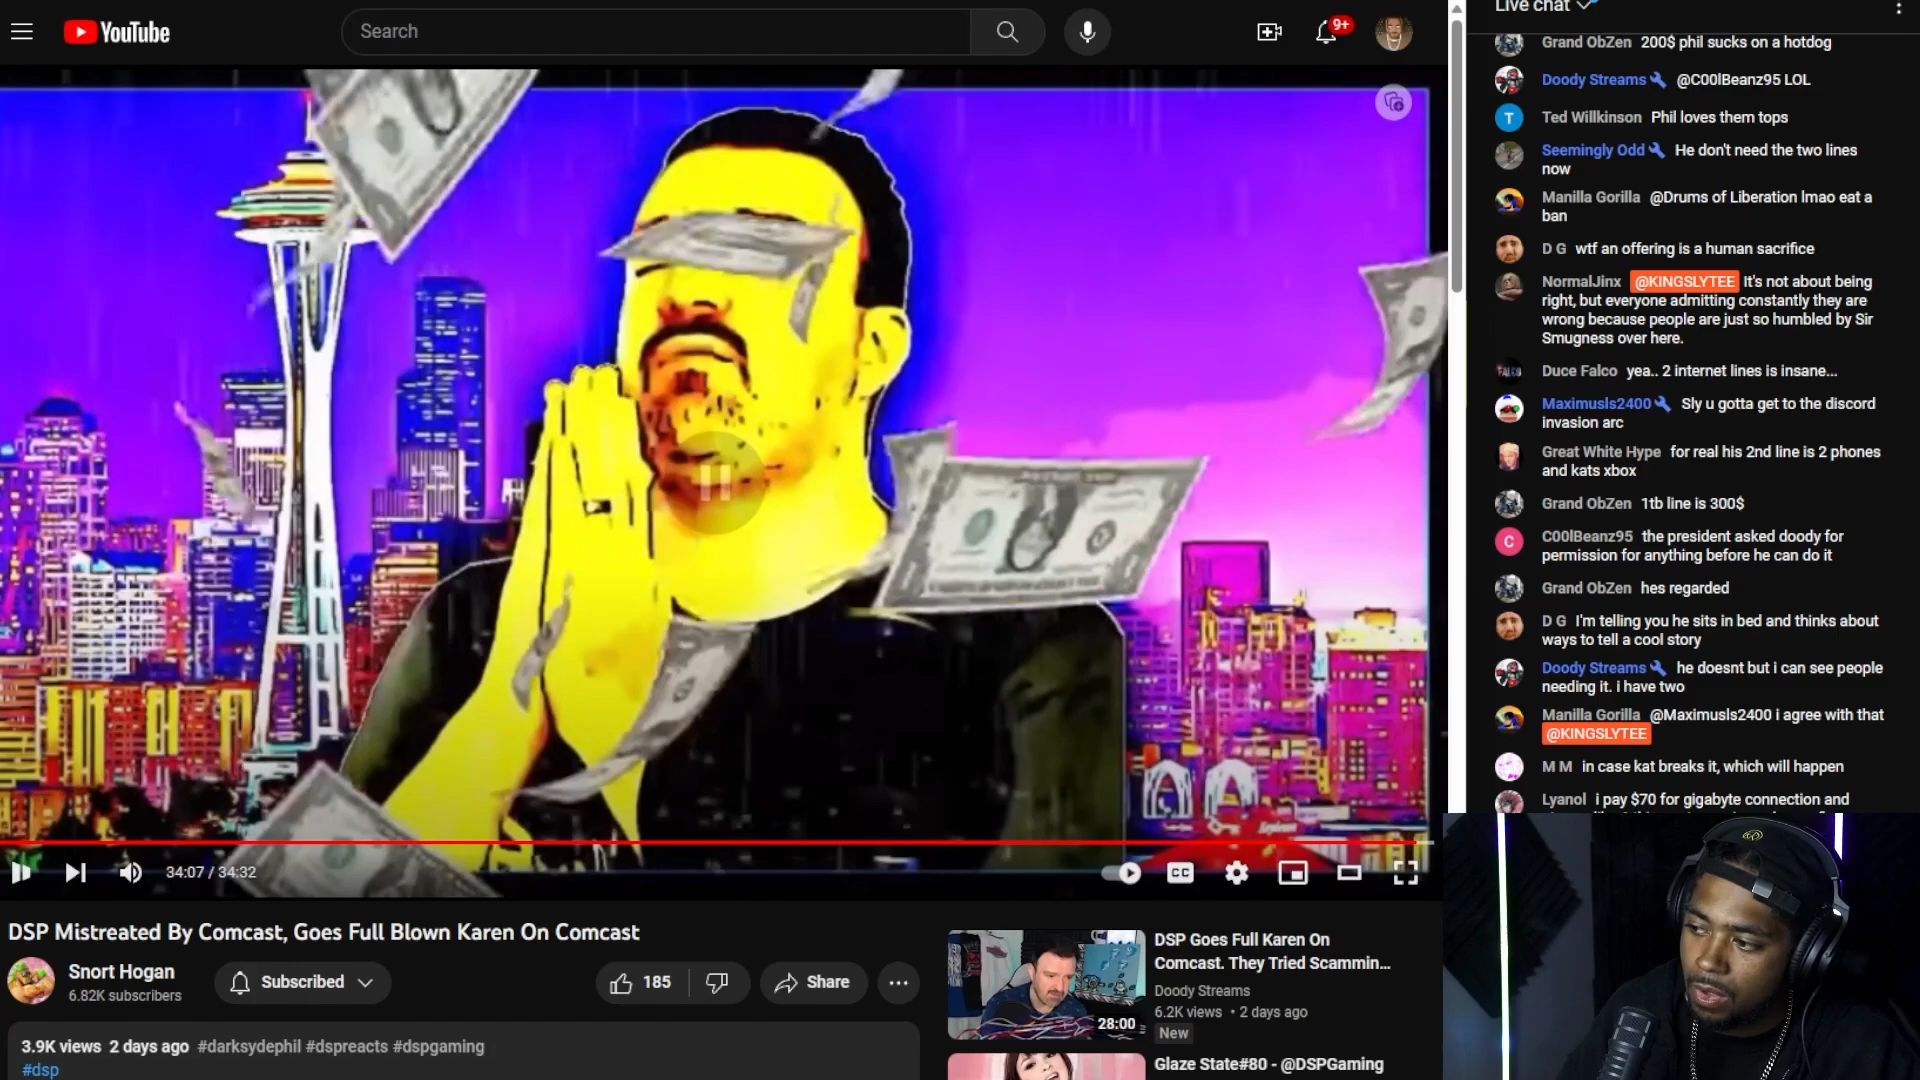 YouTube
Search
9+
Live chat
Grand ObZen 200$ phil sucks on a hotdog
Doody Streams @C00lBeanz95 LOL
T
Ted Willkinson Phil loves them tops
Seemingly Odd He don't need the two lines
now
Manilla Gorilla @Drums of Liberation lmao eat a
ban
D G wtf an offering is a human sacrifice
NormalJinx @KINGSLYTEE It's not about being
right, but everyone admitting constantly they are
wrong because people are just so humbled by Sir
Smugness over here.
Duce Falco yea.. 2 internet lines is insane...
Maximusls2400 Sly u gotta get to the discord
invasion arc
Great White Hype for real his 2nd line is 2 phones
and kats xbox
Grand ObZen 1tb line is 300$
C
C00lBeanz95 the president asked doody for
permission for anything before he can do it
Grand ObZen hes regarded
D G I'm telling you he sits in bed and thinks about
ways to tell a cool story
Doody Streams he doesnt but i can see people
needing it. i have two
Manilla Gorilla @Maximusls2400 i agree with that
@KINGSLYTEE
M M in case kat breaks it, which will happen
Lyanol i pay $70 for gigabyte connection and
34:07 / 34:32
CC
DSP Mistreated By Comcast, Goes Full Blown Karen On Comcast
Snort Hogan
6.82K subscribers
Subscribed
185
Share
3.9K views 2 days ago #darksydephil #dspreacts #dspgaming
#dsp
28:00
DSP Goes Full Karen On
Comcast. They Tried Scammin...
Doody Streams
6.2K views • 2 days ago
New
Glaze State#80 - @DSPGaming